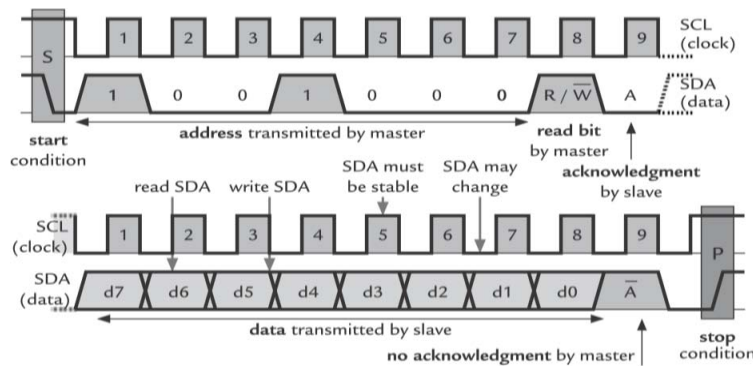 1 2 3 4 5 6 7 8 9
SCL
(clock)
S
1 0 0 1 0 0 0 R / W̅ A
SDA
(data)
start
condition
address transmitted by master
read bit
by master
acknowledgment
by slave
read SDA
write SDA
SDA must
be stable
SDA may
change
SCL
(clock)
1 2 3 4 5 6 7 8 9
P
SDA
(data)
d7 d6 d5 d4 d3 d2 d1 d0 A̅
data transmitted by slave
no acknowledgment by master
stop
condition